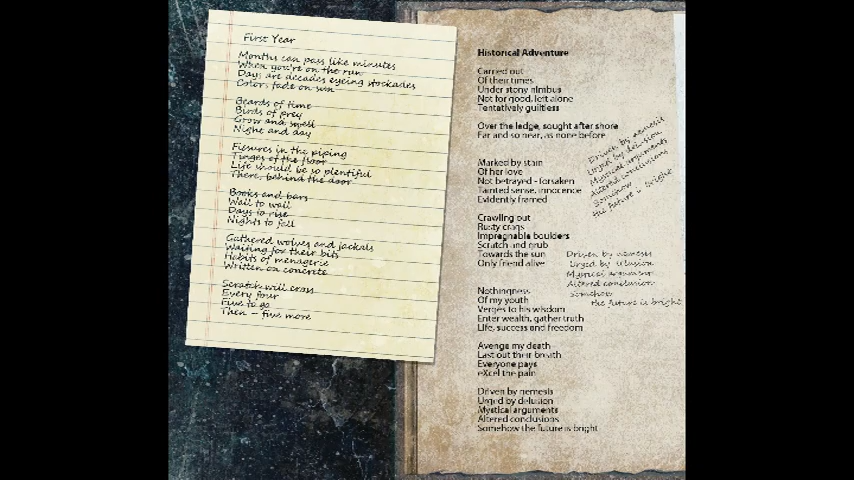 First Year
Months can pass like minutes
When you're on the run
Days are decades eyeing stockades
Colors fade on sun
Beards of time
Birds of prey
Grow and swell
Night and day
Fissures in the piping
Tinges of the floor
Life should be so plentiful
There, behind the door
Books and bars
Wall to wall
Days to rise
Nights to fall
Gathered wolves and jackals
Waiting for their bits
Habits of menagerie
Written on concrete
Scratch will cross
Every four
Five to go
Then - five more
Historical Adventure
Carried out
Of their times
Under stony nimbus
Not for good, left alone
Tentatively guiltless
Over the ledge, sought after shore
Far and so near, as none before
Marked by stain
Of her love
Not betrayed - forsaken
Tainted sense, innocence
Evidently framed
Crawling out
Rusty crags
Impregnable boulders
Scratch and grub
Towards the sun
Only friend alive
Nothingness
Of my youth
Verges to his wisdom
Enter wealth, gather truth
Life, success and freedom
Avenge my death
Last out their breath
Everyone pays
eXcel the pain
Driven by nemesis
Urged by delusion
Mystical arguments
Altered conclusions
Somehow the future is bright
Driven by nemesis
Urged by delusion
Mystical arguments
Altered conclusions
Somehow
the future is bright
Driven by nemesis
Urged by
Mystical argument
Altered conclusion
Somehow
the future is bright